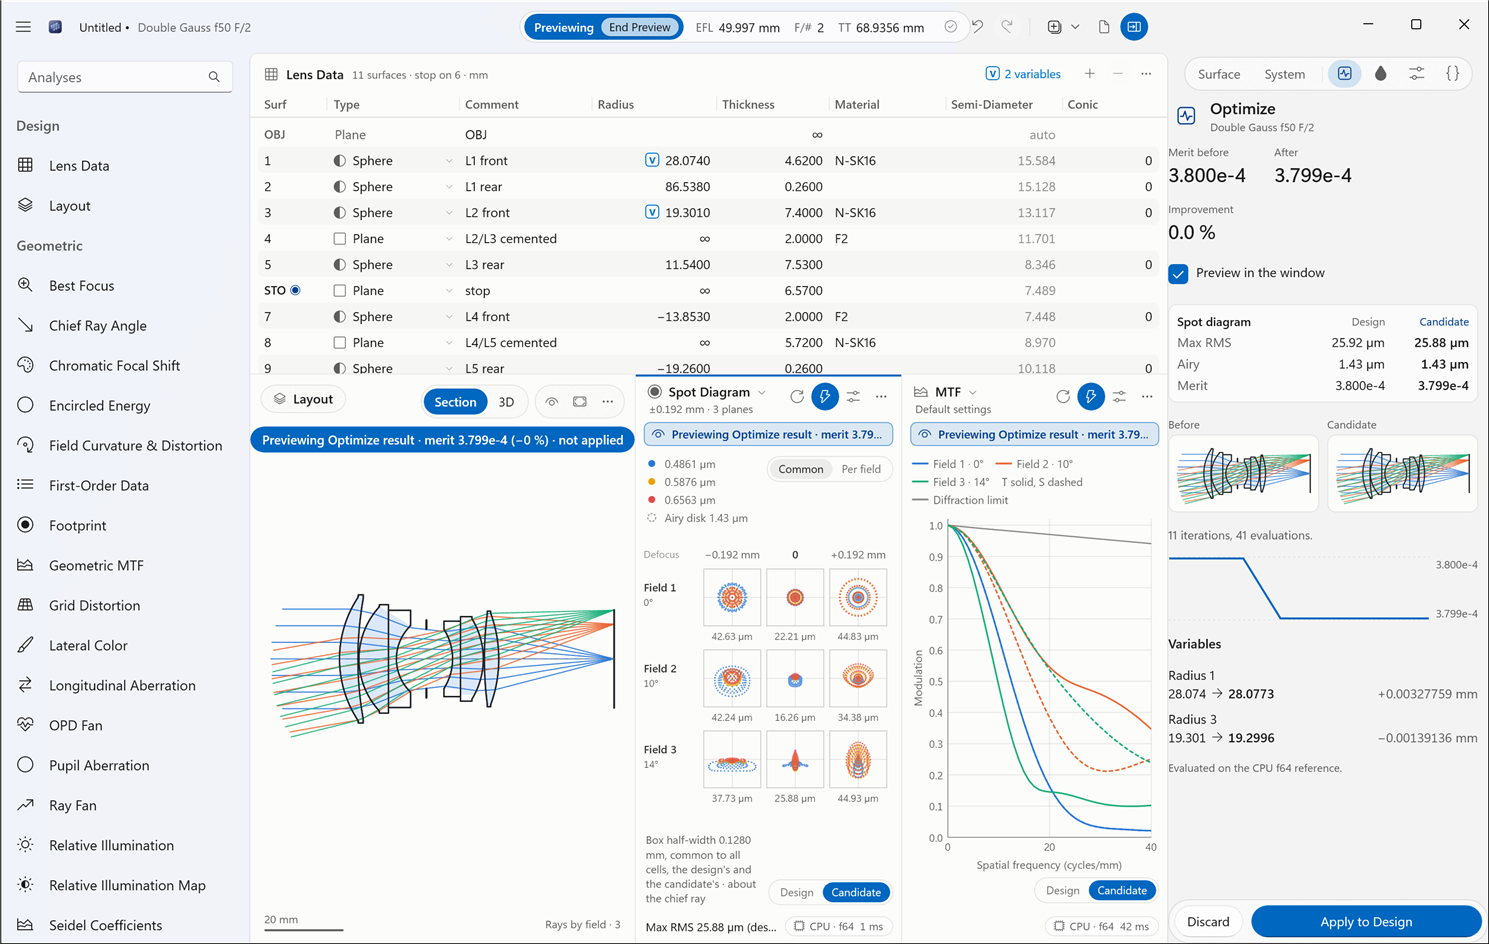 Untitled •  Double Gauss f50 F/2
Previewing  End Preview  EFL 49.997 mm  F/# 2  TT 68.9356 mm
Analyses
Design
Lens Data
Layout
Geometric
Best Focus
Chief Ray Angle
Chromatic Focal Shift
Encircled Energy
Field Curvature & Distortion
First-Order Data
Footprint
Geometric MTF
Grid Distortion
Lateral Color
Longitudinal Aberration
OPD Fan
Pupil Aberration
Ray Fan
Relative Illumination
Relative Illumination Map
Seidel Coefficients
Lens Data  11 surfaces · stop on 6 · mm  V 2 variables
Surf  Type  Comment  Radius  Thickness  Material  Semi-Diameter  Conic
OBJ  Plane  OBJ  ∞  auto
1  Sphere  L1 front  V 28.0740  4.6200  N-SK16  15.584  0
2  Sphere  L1 rear  86.5380  0.2600  15.128  0
3  Sphere  L2 front  V 19.3010  7.4000  N-SK16  13.117  0
4  Plane  L2/L3 cemented  ∞  2.0000  F2  11.701
5  Sphere  L3 rear  11.5400  7.5300  8.346  0
STO  Plane  stop  ∞  6.5700  7.489
7  Sphere  L4 front  −13.8530  2.0000  F2  7.448  0
8  Plane  L4/L5 cemented  ∞  5.7200  N-SK16  8.970
9  Sphere  L5 rear  −19.2600  0.2600  10.118  0
Layout  Section  3D
Previewing Optimize result · merit 3.799e-4 (−0 %) · not applied
20 mm  Rays by field · 3
Spot Diagram
±0.192 mm · 3 planes
Previewing Optimize result · merit 3.79...
0.4861 µm  Common  Per field
0.5876 µm
0.6563 µm
Airy disk 1.43 µm
Defocus  −0.192 mm  0  +0.192 mm
Field 1
0°
42.63 µm  22.21 µm  44.83 µm
Field 2
10°
42.24 µm  16.26 µm  34.38 µm
Field 3
14°
37.73 µm  25.88 µm  44.93 µm
Box half-width 0.1280
mm, common to all
cells, the design's and
the candidate's · about
the chief ray
Design  Candidate
Max RMS 25.88 µm (des...  CPU · f64  1 ms
MTF
Default settings
Previewing Optimize result · merit 3.79...
Field 1 · 0°  Field 2 · 10°
Field 3 · 14°  T solid, S dashed
Diffraction limit
1.0
0.9
0.8
0.7
0.6
0.5
0.4
0.3
0.2
0.1
0.0
Modulation
0  20  40
Spatial frequency (cycles/mm)
Design  Candidate
CPU · f64  42 ms
Surface  System  {}
Optimize
Double Gauss f50 F/2
Merit before  After
3.800e-4  3.799e-4
Improvement
0.0 %
Preview in the window
Spot diagram  Design  Candidate
Max RMS  25.92 µm  25.88 µm
Airy  1.43 µm  1.43 µm
Merit  3.800e-4  3.799e-4
Before  Candidate
11 iterations, 41 evaluations.
3.800e-4
3.799e-4
Variables
Radius 1
28.074 → 28.0773  +0.00327759 mm
Radius 3
19.301 → 19.2996  −0.00139136 mm
Evaluated on the CPU f64 reference.
Discard  Apply to Design